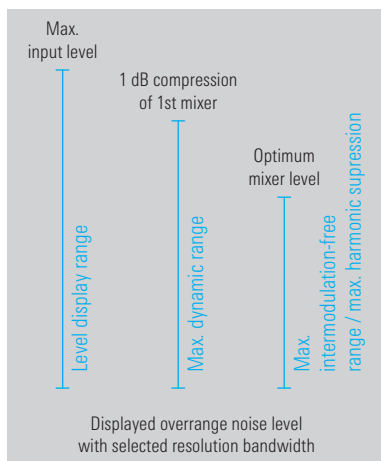 Max.
input level
1 dB compression
of 1st mixer
Optimum
mixer level
Level display range
Max. dynamic range
Max.
intermodulation-free
range / max. harmonic supression
Displayed overrange noise level
with selected resolution bandwidth